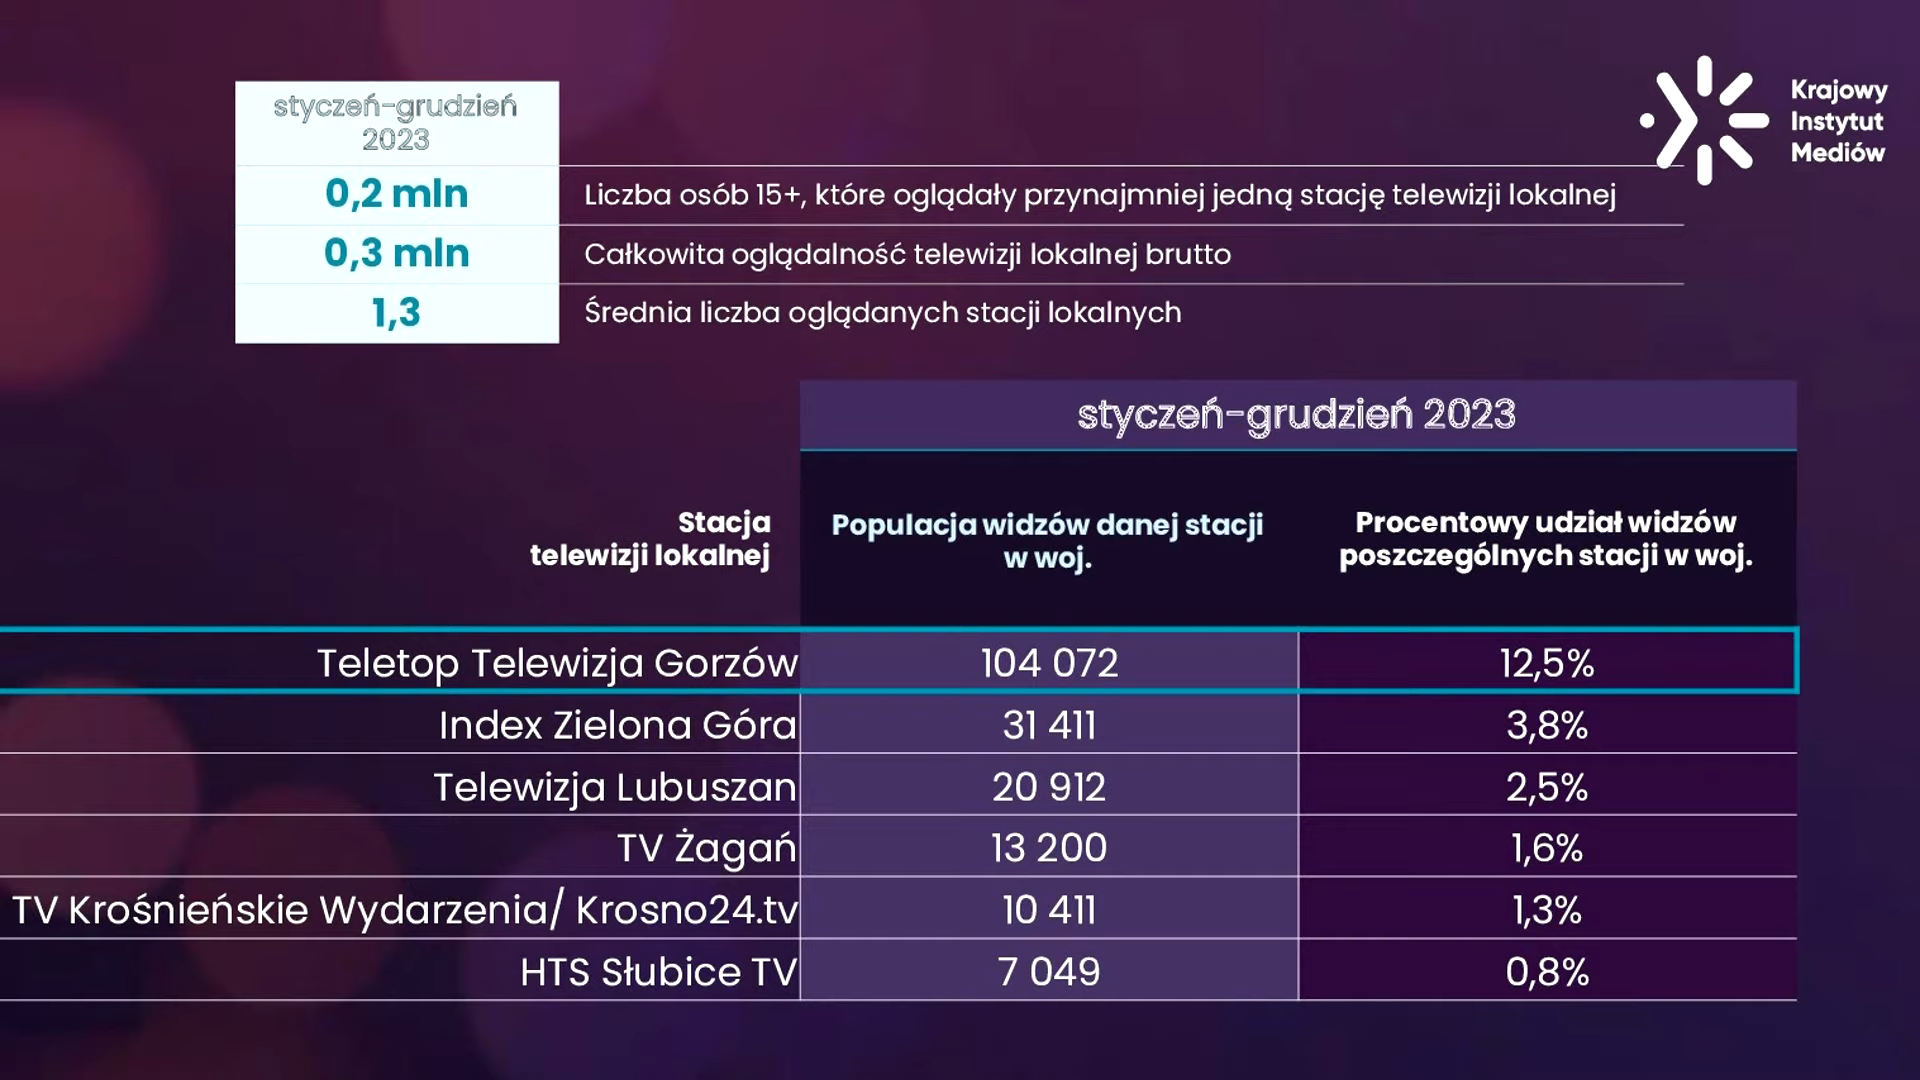 styczeń-grudzień
2023
Krajowy
Instytut
Mediów
0,2 mln Liczba osób 15+, które oglądały przynajmniej jedną stację telewizji lokalnej
0,3 mln Całkowita oglądalność telewizji lokalnej brutto
1,3 Średnia liczba oglądanych stacji lokalnych
styczeń-grudzień 2023
Stacja
telewizji lokalnej
Populacja widzów danej stacji
w woj.
Procentowy udział widzów
poszczególnych stacji w woj.
Teletop Telewizja Gorzów 104 072 12,5%
Index Zielona Góra 31 411 3,8%
Telewizja Lubuszan 20 912 2,5%
TV Żagań 13 200 1,6%
TV Krośnieńskie Wydarzenia/ Krosno24.tv 10 411 1,3%
HTS Słubice TV 7 049 0,8%